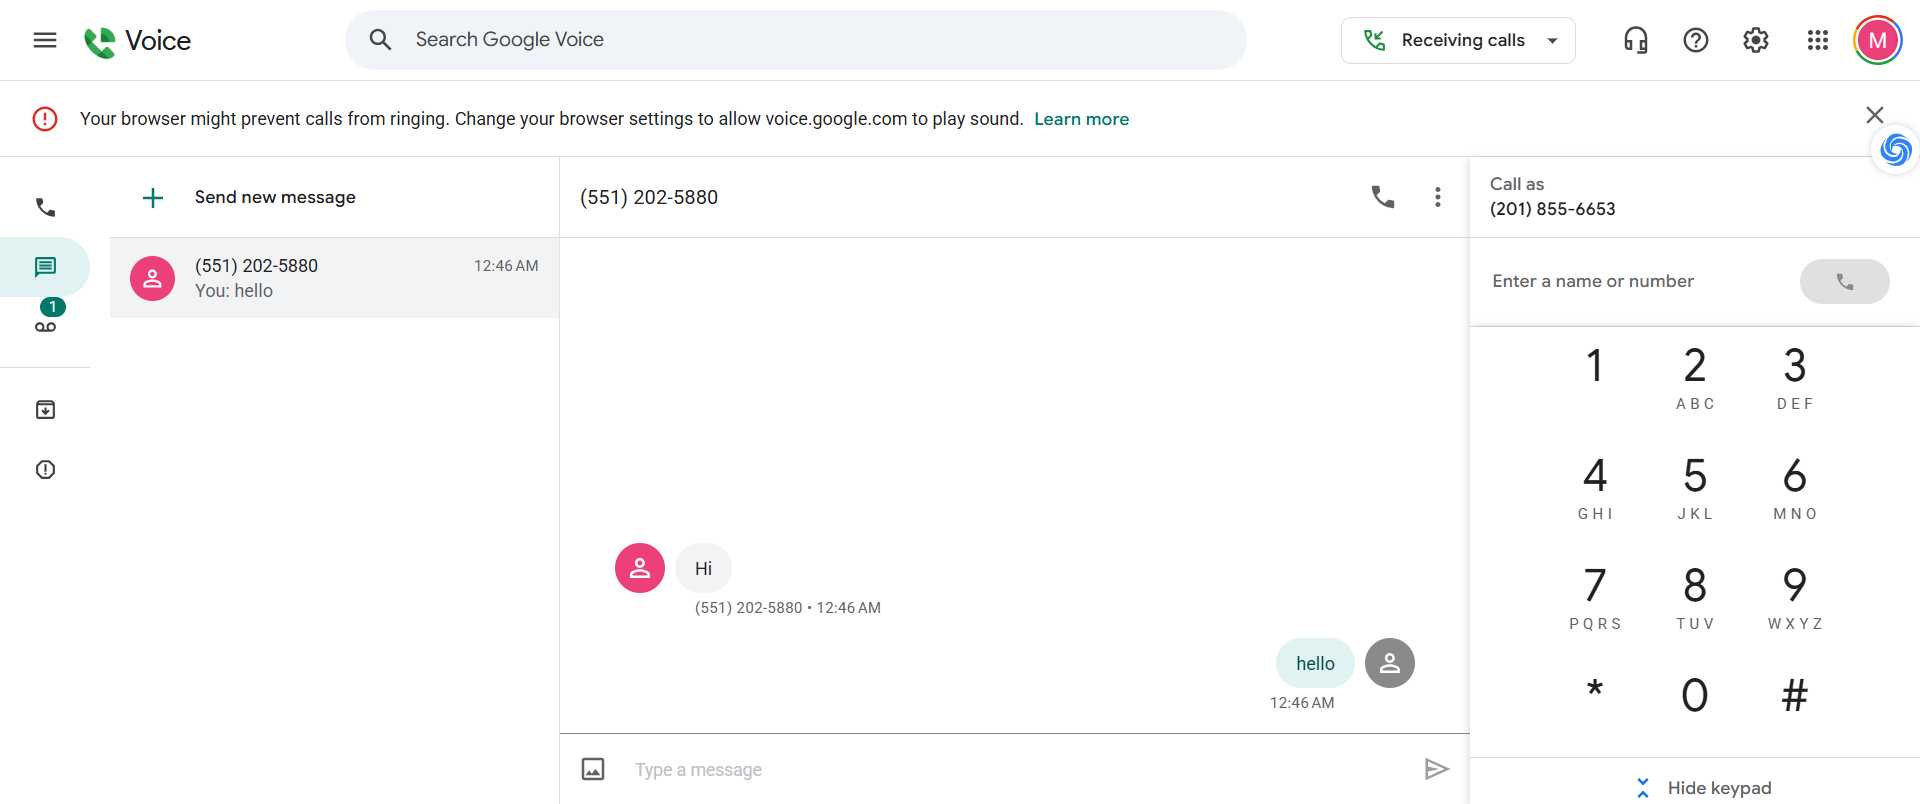 Voice
Search Google Voice
Receiving calls
M
Your browser might prevent calls from ringing. Change your browser settings to allow voice.google.com to play sound. Learn more
Send new message
(551) 202-5880
12:46 AM
You: hello
1
(551) 202-5880
Hi
(551) 202-5880 • 12:46 AM
hello
12:46 AM
Type a message
Call as
(201) 855-6653
Enter a name or number
1 2 3
ABC DEF
4 5 6
GHI JKL MNO
7 8 9
PQRS TUV WXYZ
* 0 #
Hide keypad